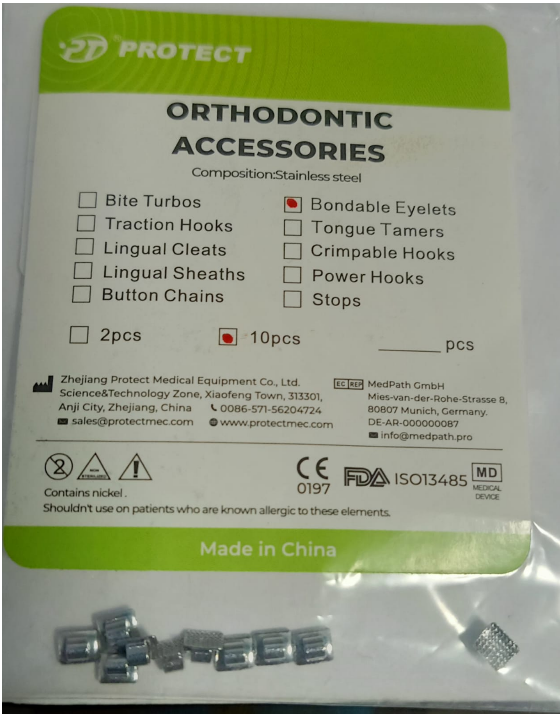 PT ® PROTECT
ORTHODONTIC
ACCESSORIES
Composition:Stainless steel
Bite Turbos
Traction Hooks
Lingual Cleats
Lingual Sheaths
Button Chains
Bondable Eyelets
Tongue Tamers
Crimpable Hooks
Power Hooks
Stops
2pcs
10pcs
______ pcs
Zhejiang Protect Medical Equipment Co., Ltd.
Science&Technology Zone, Xiaofeng Town, 313301,
Anji City, Zhejiang, China 0086-571-56204724
sales@protectmec.com www.protectmec.com
EC REP MedPath GmbH
Mies-van-der-Rohe-Strasse 8,
80807 Munich, Germany.
DE-AR-000000087
info@medpath.pro
2
NON
STERILIZED
CE
0197
FDA ISO13485
MD
MEDICAL
DEVICE
Contains nickel .
Shouldn't use on patients who are known allergic to these elements.
Made in China